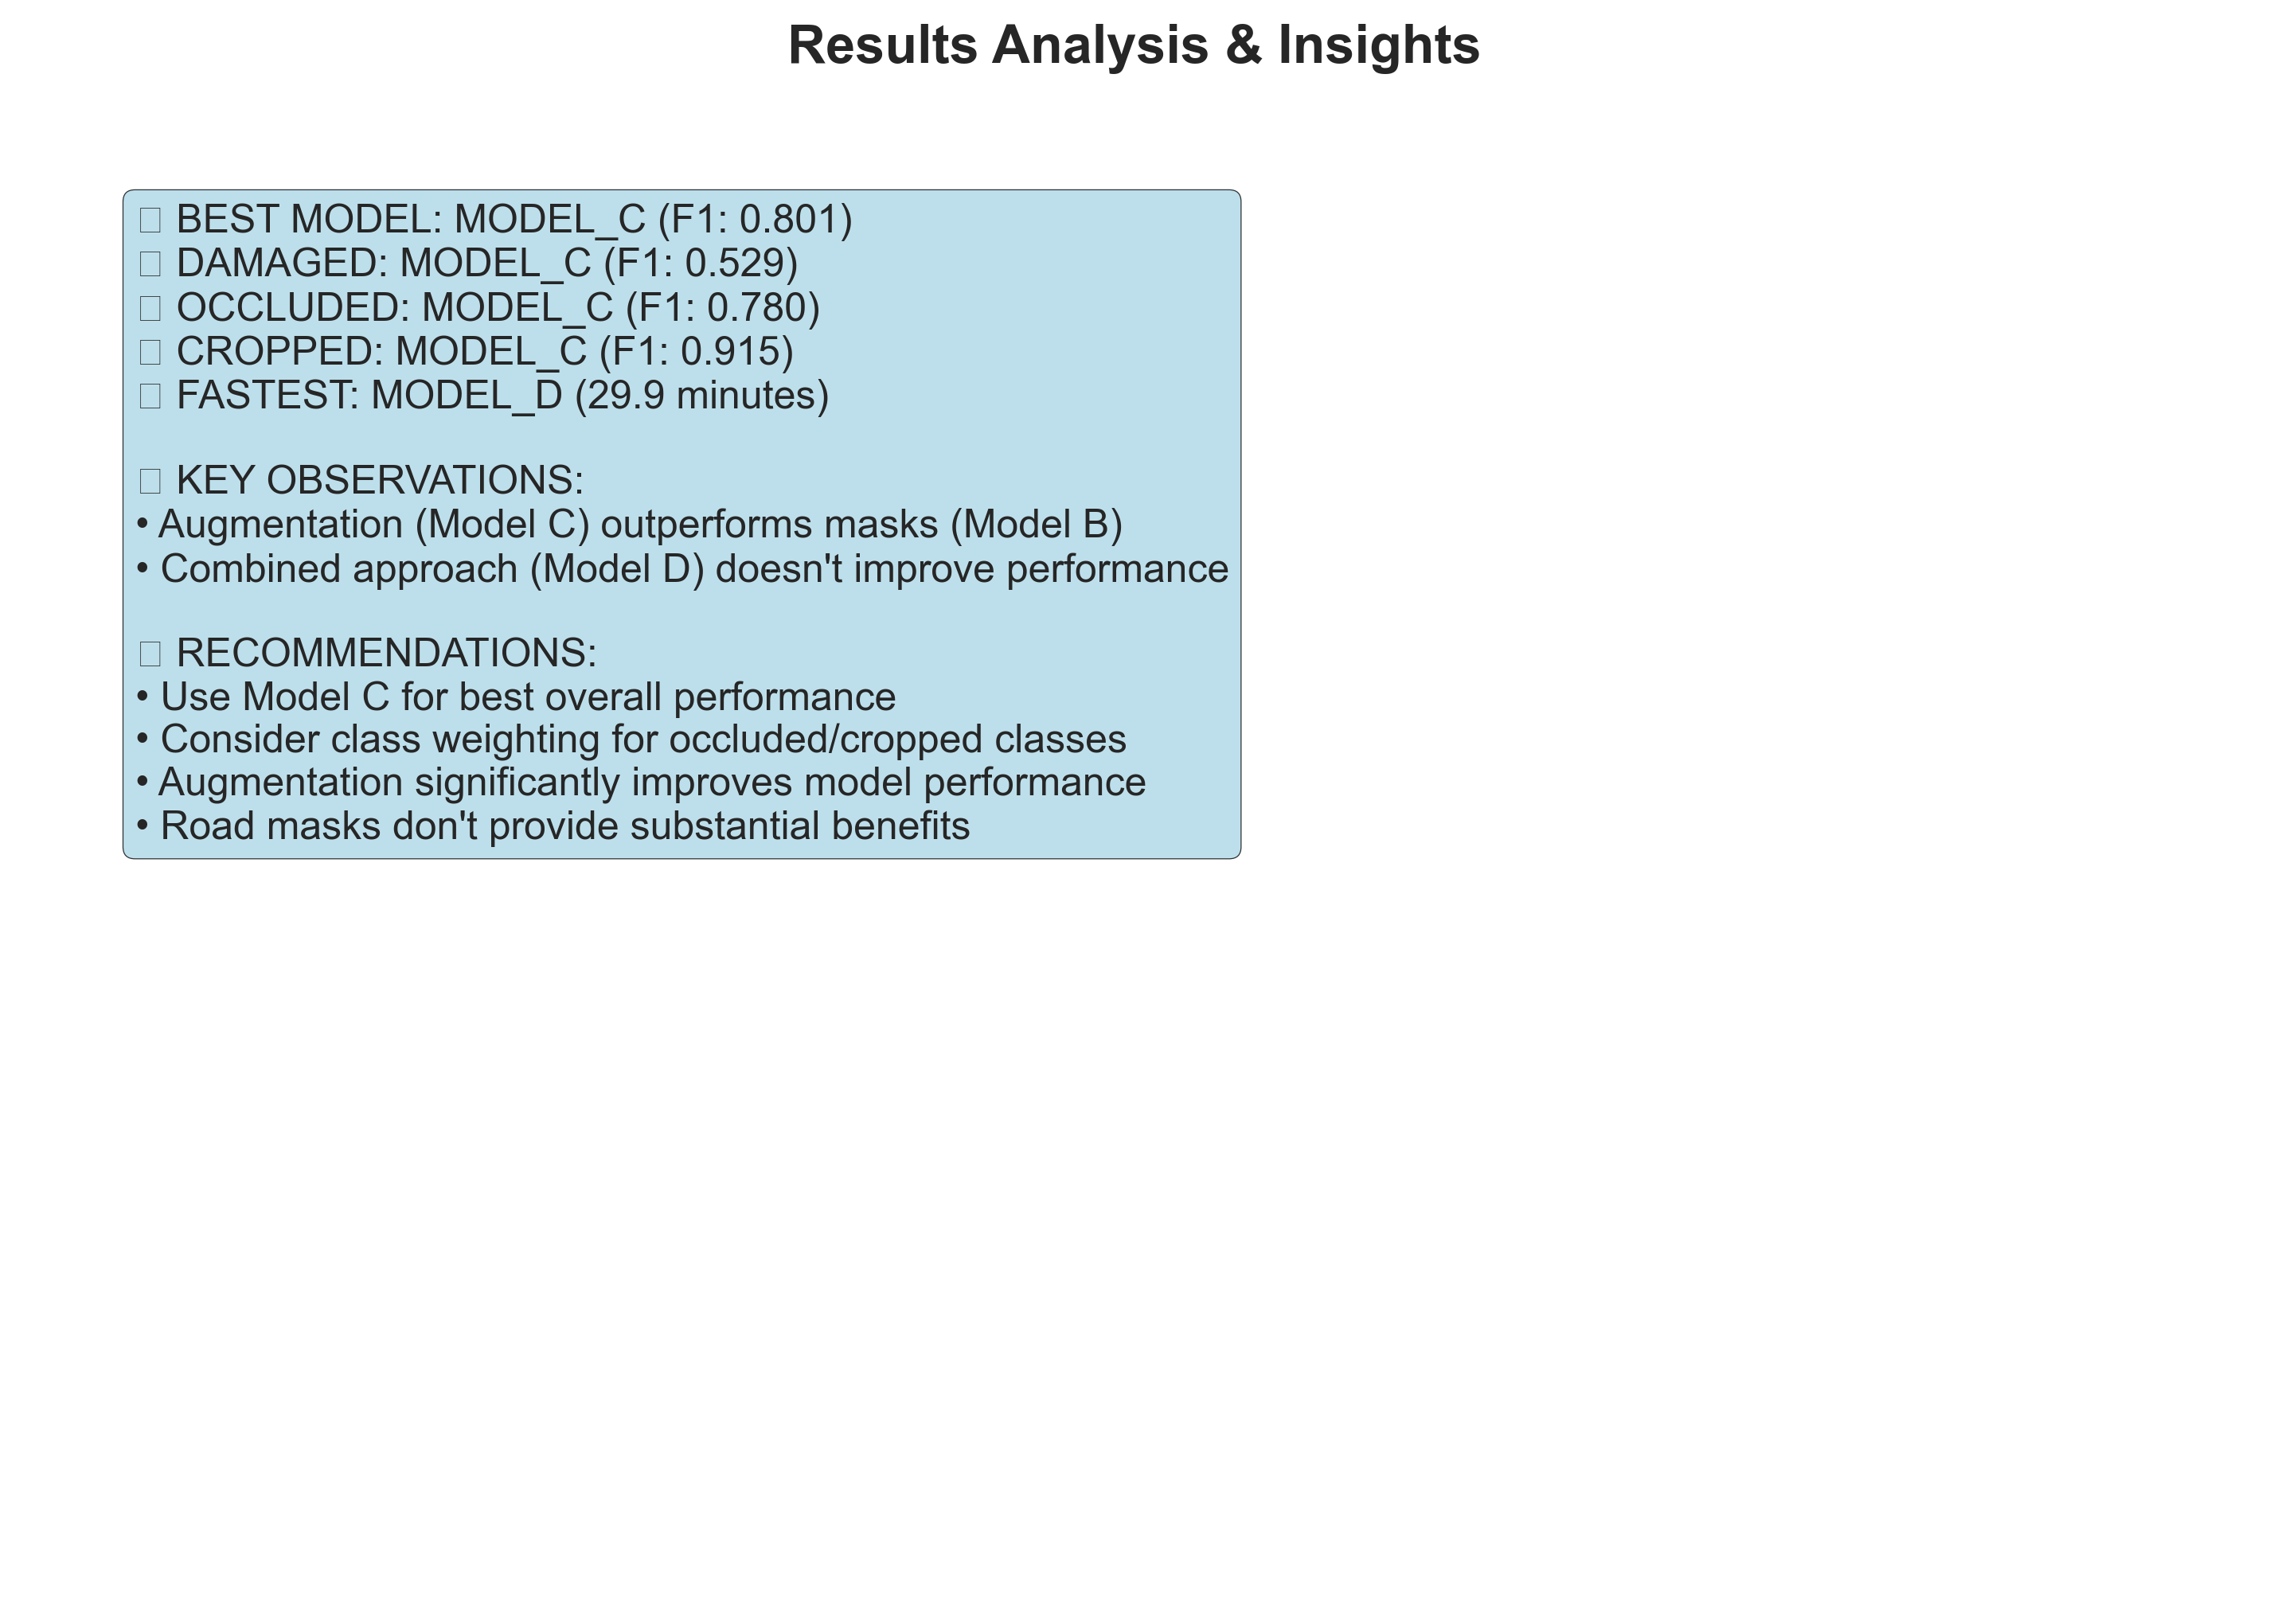 Results Analysis & Insights
□ BEST MODEL: MODEL_C (F1: 0.801)
□ DAMAGED: MODEL_C (F1: 0.529)
□ OCCLUDED: MODEL_C (F1: 0.780)
□ CROPPED: MODEL_C (F1: 0.915)
□ FASTEST: MODEL_D (29.9 minutes)
□ KEY OBSERVATIONS:
• Augmentation (Model C) outperforms masks (Model B)
• Combined approach (Model D) doesn't improve performance
□ RECOMMENDATIONS:
• Use Model C for best overall performance
• Consider class weighting for occluded/cropped classes
• Augmentation significantly improves model performance
• Road masks don't provide substantial benefits